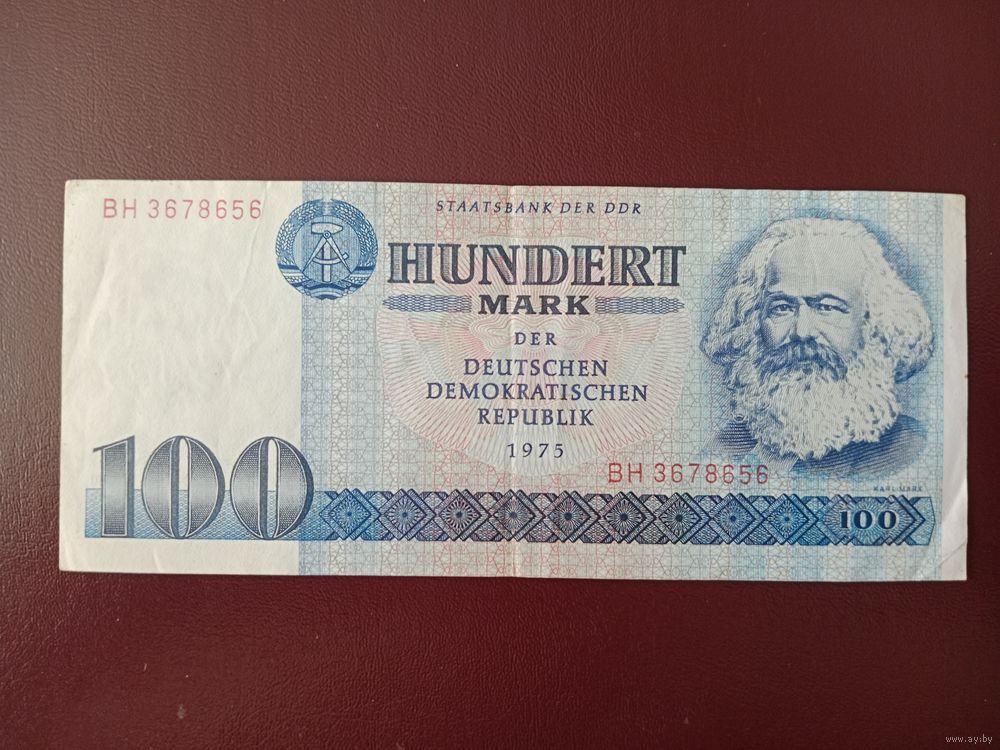 BH 3678656
STAATSBANK DER DDR
HUNDERT
MARK
DER
DEUTSCHEN
DEMOKRATISCHEN
REPUBLIK
1975
BH 3678656
KARL MARX
100
100
www.ay.by